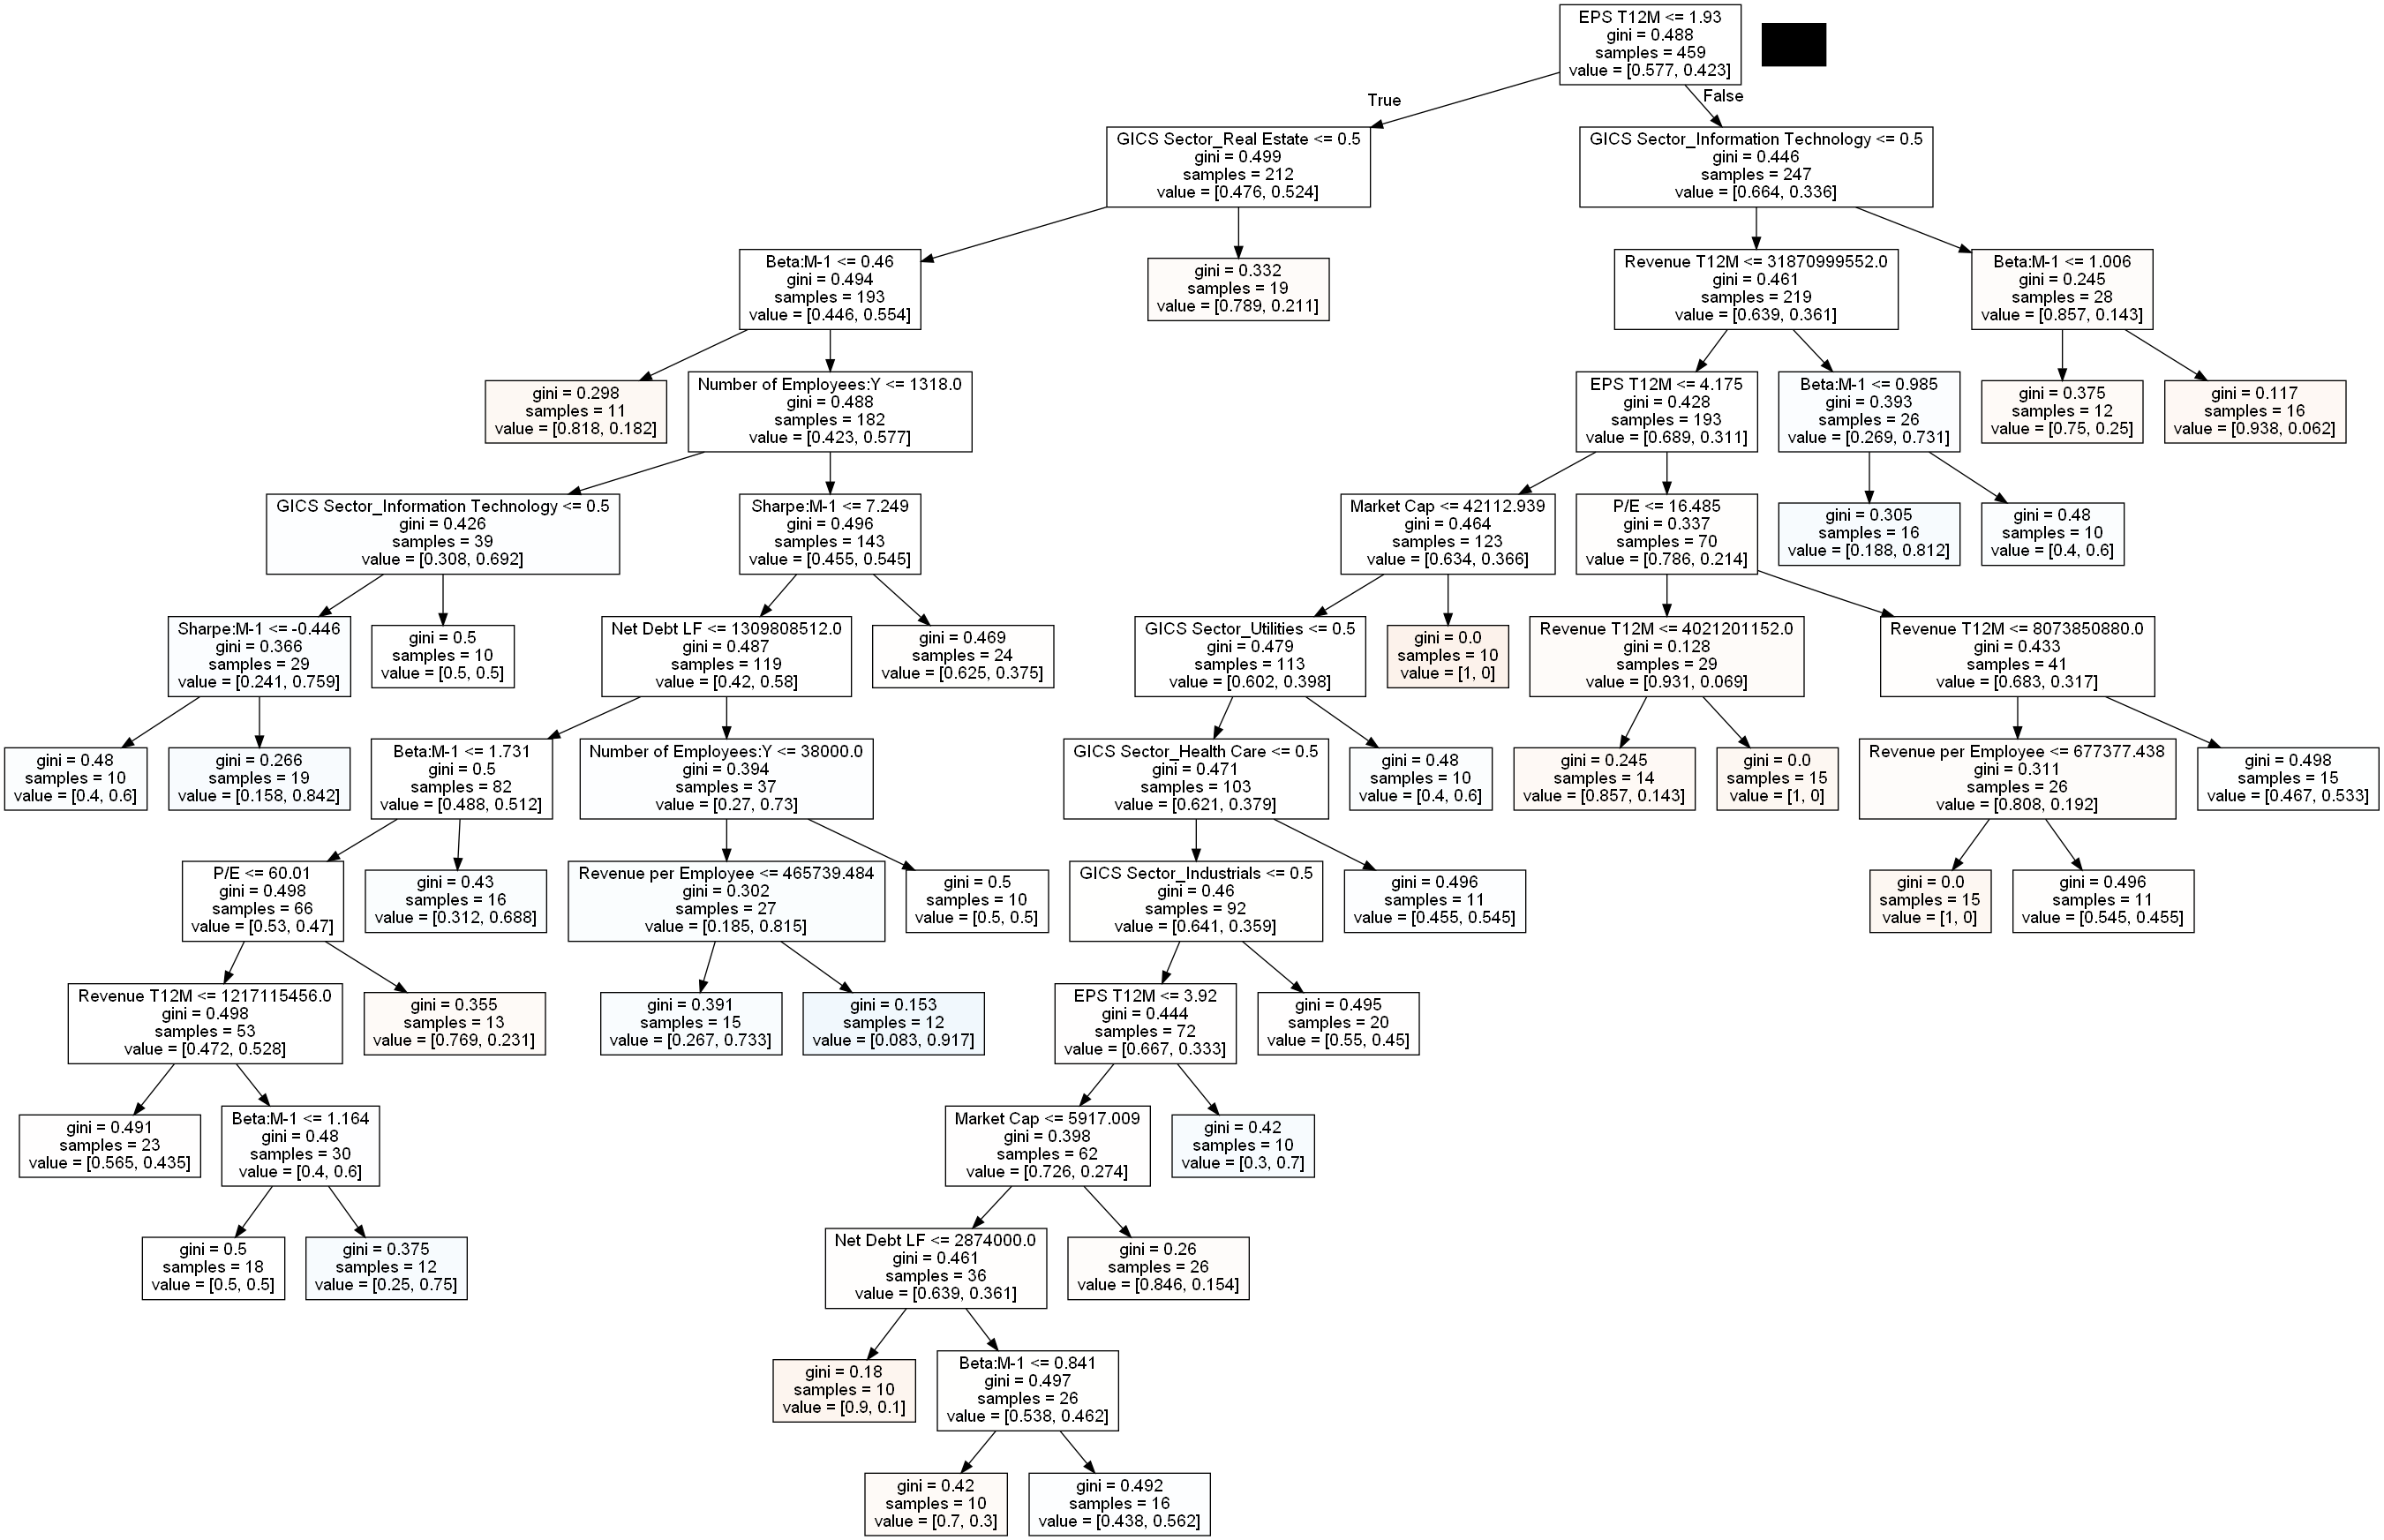 EPS T12M <= 1.93
gini = 0.488
samples = 459
value = [0.577, 0.423]
True
False
GICS Sector_Real Estate <= 0.5
gini = 0.499
samples = 212
value = [0.476, 0.524]
GICS Sector_Information Technology <= 0.5
gini = 0.446
samples = 247
value = [0.664, 0.336]
Beta:M-1 <= 0.46
gini = 0.494
samples = 193
value = [0.446, 0.554]
gini = 0.332
samples = 19
value = [0.789, 0.211]
Revenue T12M <= 31870999552.0
gini = 0.461
samples = 219
value = [0.639, 0.361]
Beta:M-1 <= 1.006
gini = 0.245
samples = 28
value = [0.857, 0.143]
gini = 0.298
samples = 11
value = [0.818, 0.182]
Number of Employees:Y <= 1318.0
gini = 0.488
samples = 182
value = [0.423, 0.577]
EPS T12M <= 4.175
gini = 0.428
samples = 193
value = [0.689, 0.311]
Beta:M-1 <= 0.985
gini = 0.393
samples = 26
value = [0.269, 0.731]
gini = 0.375
samples = 12
value = [0.75, 0.25]
gini = 0.117
samples = 16
value = [0.938, 0.062]
GICS Sector_Information Technology <= 0.5
gini = 0.426
samples = 39
value = [0.308, 0.692]
Sharpe:M-1 <= 7.249
gini = 0.496
samples = 143
value = [0.455, 0.545]
Market Cap <= 42112.939
gini = 0.464
samples = 123
value = [0.634, 0.366]
P/E <= 16.485
gini = 0.337
samples = 70
value = [0.786, 0.214]
gini = 0.305
samples = 16
value = [0.188, 0.812]
gini = 0.48
samples = 10
value = [0.4, 0.6]
Sharpe:M-1 <= -0.446
gini = 0.366
samples = 29
value = [0.241, 0.759]
gini = 0.5
samples = 10
value = [0.5, 0.5]
Net Debt LF <= 1309808512.0
gini = 0.487
samples = 119
value = [0.42, 0.58]
gini = 0.469
samples = 24
value = [0.625, 0.375]
GICS Sector_Utilities <= 0.5
gini = 0.479
samples = 113
value = [0.602, 0.398]
gini = 0.0
samples = 10
value = [1, 0]
Revenue T12M <= 4021201152.0
gini = 0.128
samples = 29
value = [0.931, 0.069]
Revenue T12M <= 8073850880.0
gini = 0.433
samples = 41
value = [0.683, 0.317]
gini = 0.48
samples = 10
value = [0.4, 0.6]
gini = 0.266
samples = 19
value = [0.158, 0.842]
Beta:M-1 <= 1.731
gini = 0.5
samples = 82
value = [0.488, 0.512]
Number of Employees:Y <= 38000.0
gini = 0.394
samples = 37
value = [0.27, 0.73]
GICS Sector_Health Care <= 0.5
gini = 0.471
samples = 103
value = [0.621, 0.379]
gini = 0.48
samples = 10
value = [0.4, 0.6]
gini = 0.245
samples = 14
value = [0.857, 0.143]
gini = 0.0
samples = 15
value = [1, 0]
Revenue per Employee <= 677377.438
gini = 0.311
samples = 26
value = [0.808, 0.192]
gini = 0.498
samples = 15
value = [0.467, 0.533]
P/E <= 60.01
gini = 0.498
samples = 66
value = [0.53, 0.47]
gini = 0.43
samples = 16
value = [0.312, 0.688]
Revenue per Employee <= 465739.484
gini = 0.302
samples = 27
value = [0.185, 0.815]
gini = 0.5
samples = 10
value = [0.5, 0.5]
GICS Sector_Industrials <= 0.5
gini = 0.46
samples = 92
value = [0.641, 0.359]
gini = 0.496
samples = 11
value = [0.455, 0.545]
gini = 0.0
samples = 15
value = [1, 0]
gini = 0.496
samples = 11
value = [0.545, 0.455]
Revenue T12M <= 1217115456.0
gini = 0.498
samples = 53
value = [0.472, 0.528]
gini = 0.355
samples = 13
value = [0.769, 0.231]
gini = 0.391
samples = 15
value = [0.267, 0.733]
gini = 0.153
samples = 12
value = [0.083, 0.917]
EPS T12M <= 3.92
gini = 0.444
samples = 72
value = [0.667, 0.333]
gini = 0.495
samples = 20
value = [0.55, 0.45]
gini = 0.491
samples = 23
value = [0.565, 0.435]
Beta:M-1 <= 1.164
gini = 0.48
samples = 30
value = [0.4, 0.6]
Market Cap <= 5917.009
gini = 0.398
samples = 62
value = [0.726, 0.274]
gini = 0.42
samples = 10
value = [0.3, 0.7]
gini = 0.5
samples = 18
value = [0.5, 0.5]
gini = 0.375
samples = 12
value = [0.25, 0.75]
Net Debt LF <= 2874000.0
gini = 0.461
samples = 36
value = [0.639, 0.361]
gini = 0.26
samples = 26
value = [0.846, 0.154]
gini = 0.18
samples = 10
value = [0.9, 0.1]
Beta:M-1 <= 0.841
gini = 0.497
samples = 26
value = [0.538, 0.462]
gini = 0.42
samples = 10
value = [0.7, 0.3]
gini = 0.492
samples = 16
value = [0.438, 0.562]